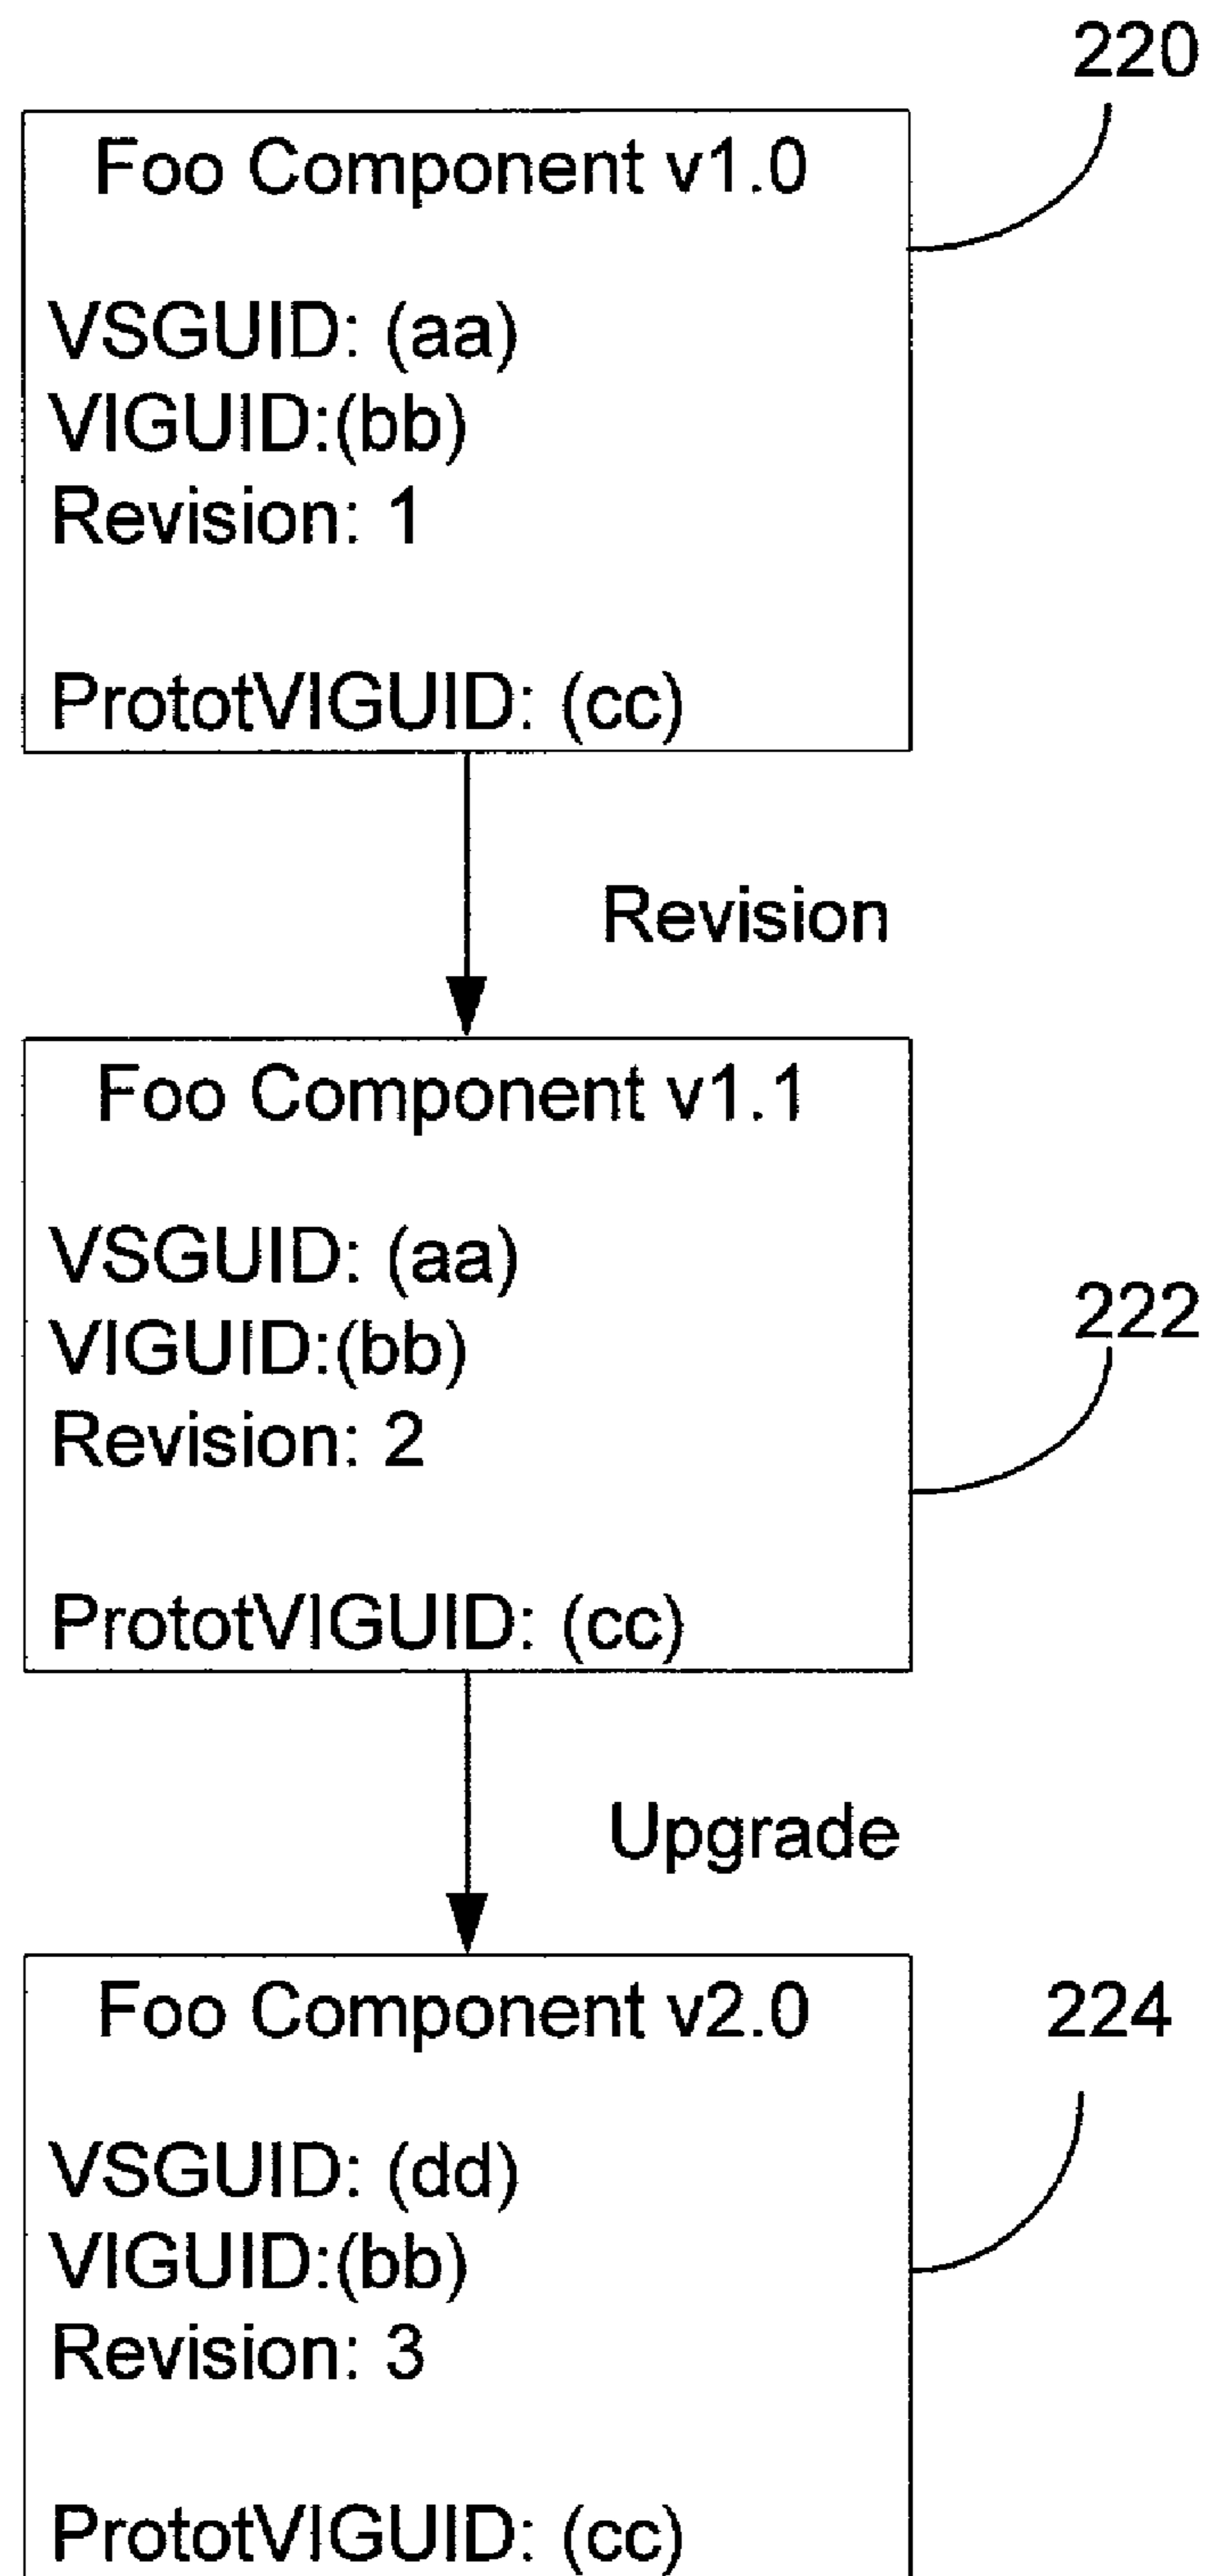 220
Foo Component v1.0
VSGUID: (aa)
VIGUID:(bb)
Revision: 1
PrototVIGUID: (cc)
Revision
Foo Component v1.1
VSGUID: (aa)
VIGUID:(bb)
Revision: 2
222
PrototVIGUID: (cc)
Upgrade
Foo Component v2.0
224
VSGUID: (dd)
VIGUID:(bb)
Revision: 3
PrototVIGUID: (cc)